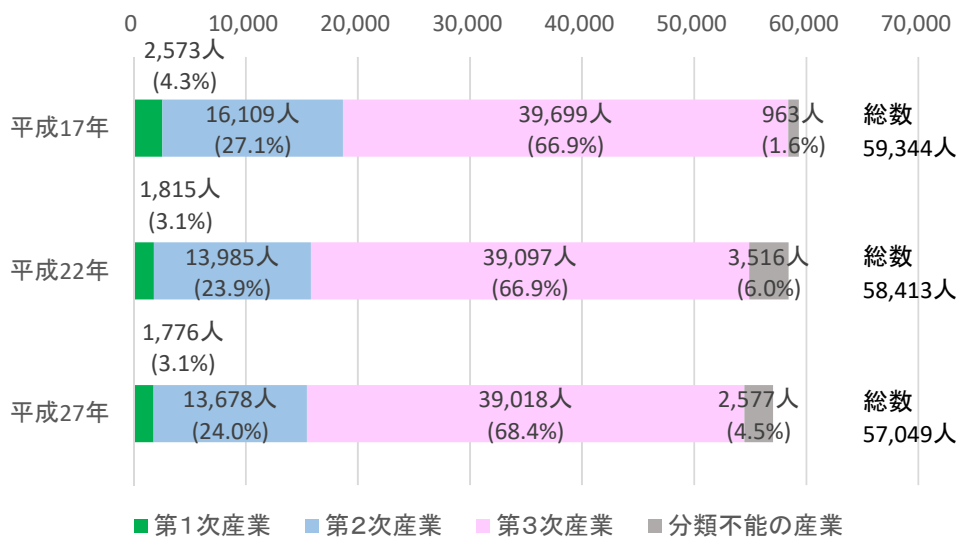 0 10,000 20,000 30,000 40,000 50,000 60,000 70,000
2,573人
(4.3%)
平成17年 16,109人 39,699人 963人 総数
(27.1%) (66.9%) (1.6%) 59,344人
1,815人
(3.1%)
平成22年 13,985人 39,097人 3,516人 総数
(23.9%) (66.9%) (6.0%) 58,413人
1,776人
(3.1%)
平成27年 13,678人 39,018人 2,577人 総数
(24.0%) (68.4%) (4.5%) 57,049人
第1次産業 第2次産業 第3次産業 分類不能の産業